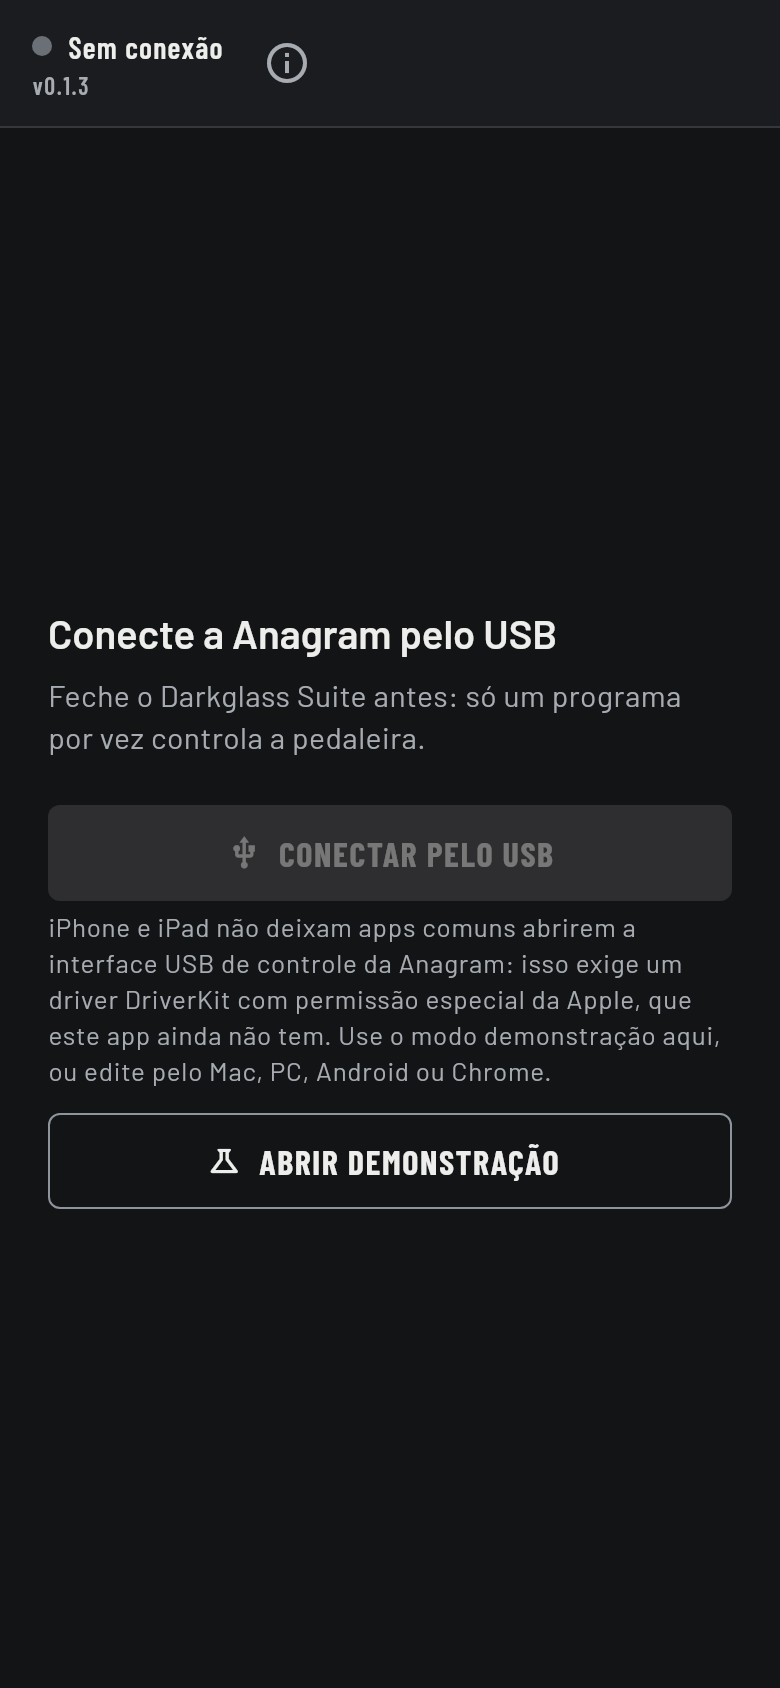 Sem conexão
v0.1.3
Conecte a Anagram pelo USB
Feche o Darkglass Suite antes: só um programa
por vez controla a pedaleira.
CONECTAR PELO USB
iPhone e iPad não deixam apps comuns abrirem a
interface USB de controle da Anagram: isso exige um
driver DriverKit com permissão especial da Apple, que
este app ainda não tem. Use o modo demonstração aqui,
ou edite pelo Mac, PC, Android ou Chrome.
ABRIR DEMONSTRAÇÃO